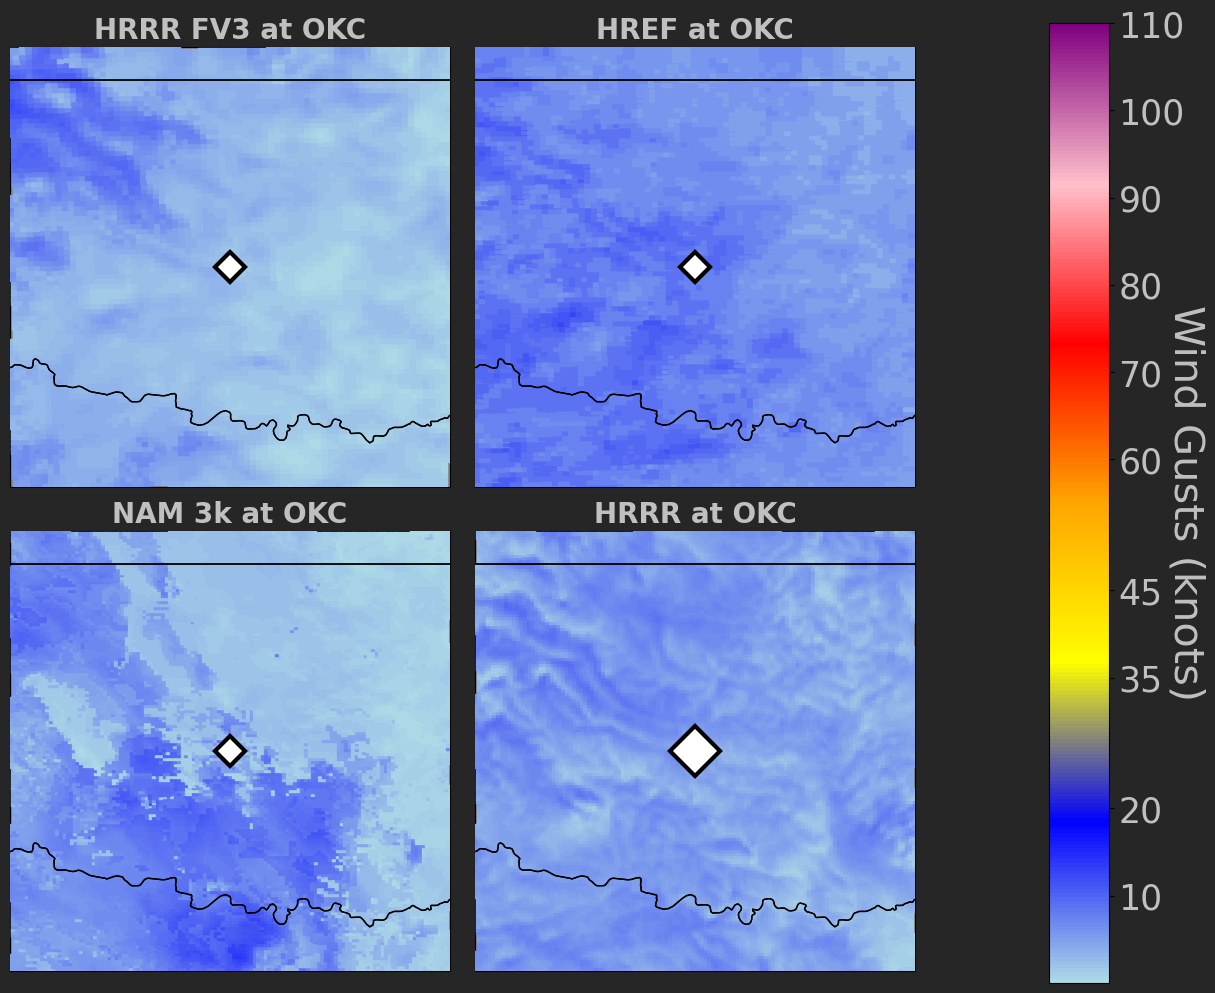 HRRR FV3 at OKC
HREF at OKC
NAM 3k at OKC
HRRR at OKC
110
100
90
80
70
60
45
35
20
10
Wind Gusts (knots)